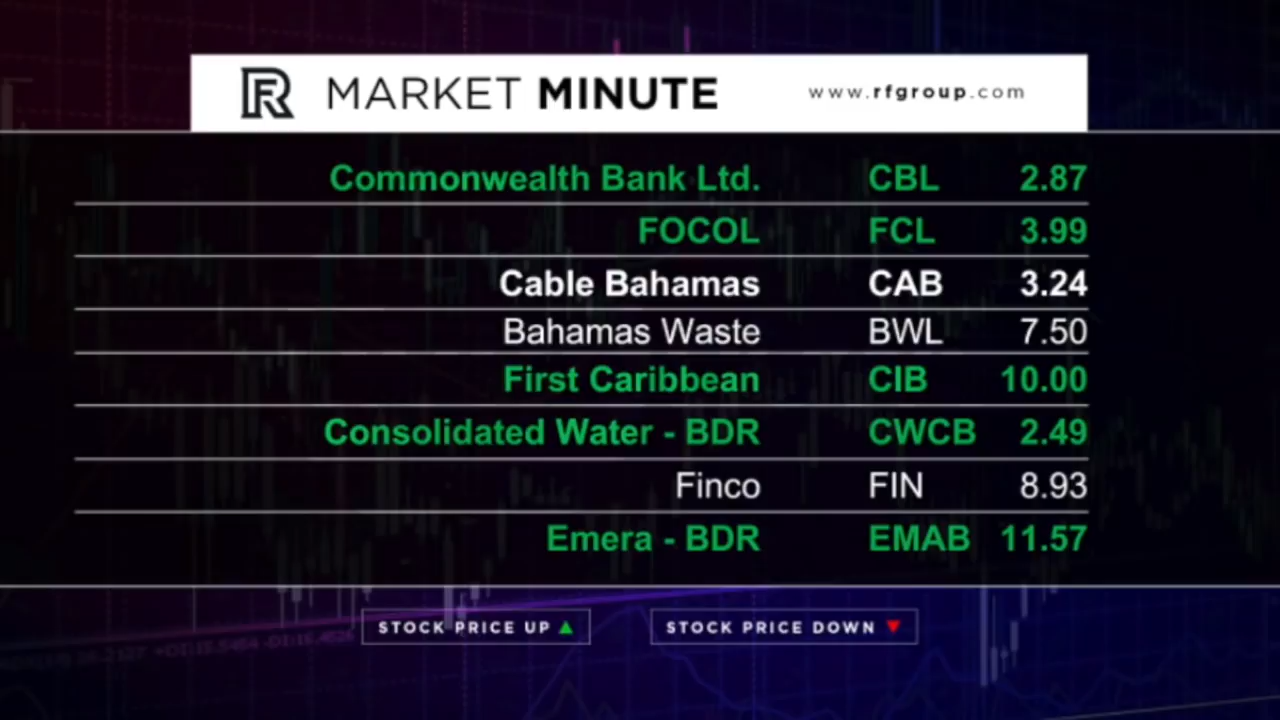 R MARKET MINUTE www.rfgroup.com
Commonwealth Bank Ltd. CBL 2.87
FOCOL FCL 3.99
Cable Bahamas CAB 3.24
Bahamas Waste BWL 7.50
First Caribbean CIB 10.00
Consolidated Water - BDR CWCB 2.49
Finco FIN 8.93
Emera - BDR EMAB 11.57
STOCK PRICE UP ▲ STOCK PRICE DOWN ▼